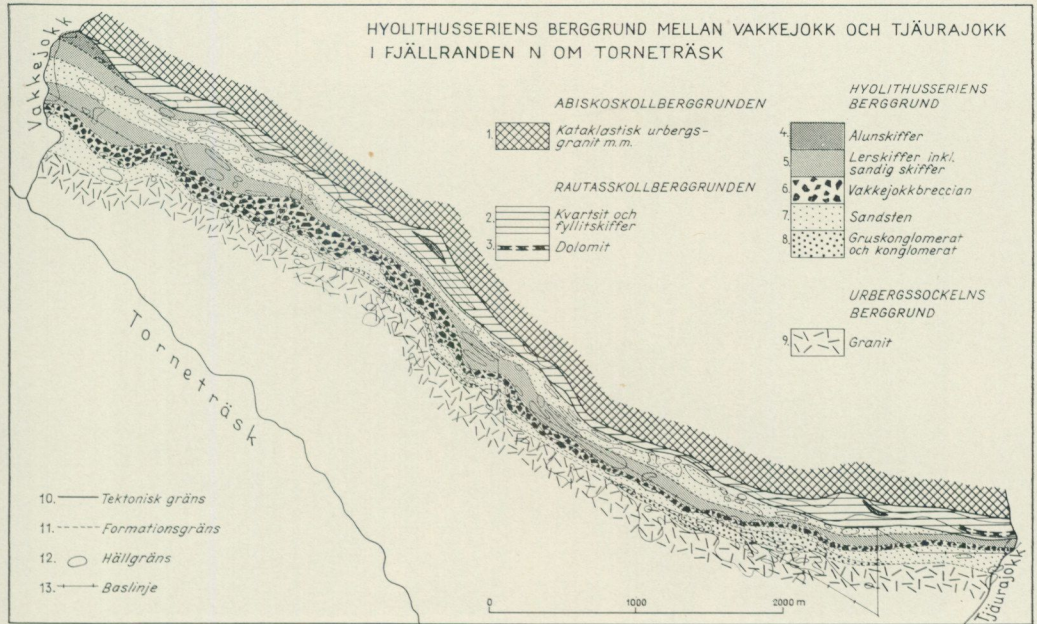 HYOLITHUSSERIENS BERGGRUND MELLAN VAKKEJOKK OCH TJÄURAJOKK
I FJÄLLRANDEN N OM TORNETRÄSK
Vakkejokk
ABISKOSKOLLBERGGRUNDEN
1. Kataklastisk urbergs-
granit m.m.
RAUTASSKOLLBERGGRUNDEN
2. Kvartsit och
fyllitskiffer
3. Dolomit
HYOLITHUSSERIENS
BERGGRUND
4. Alunskiffer
5. Lerskiffer inkl.
sandig skiffer
6. Vakkejokkbreccian
7. Sandsten
8. Gruskonglomerat
och konglomerat
URBERGSSOCKELNS
BERGGRUND
9. Granit
Torneträsk
10. Tektonisk gräns
11. Formationsgräns
12. Hällgräns
13. Baslinje
0 1000 2000 m
Tjäurajokk